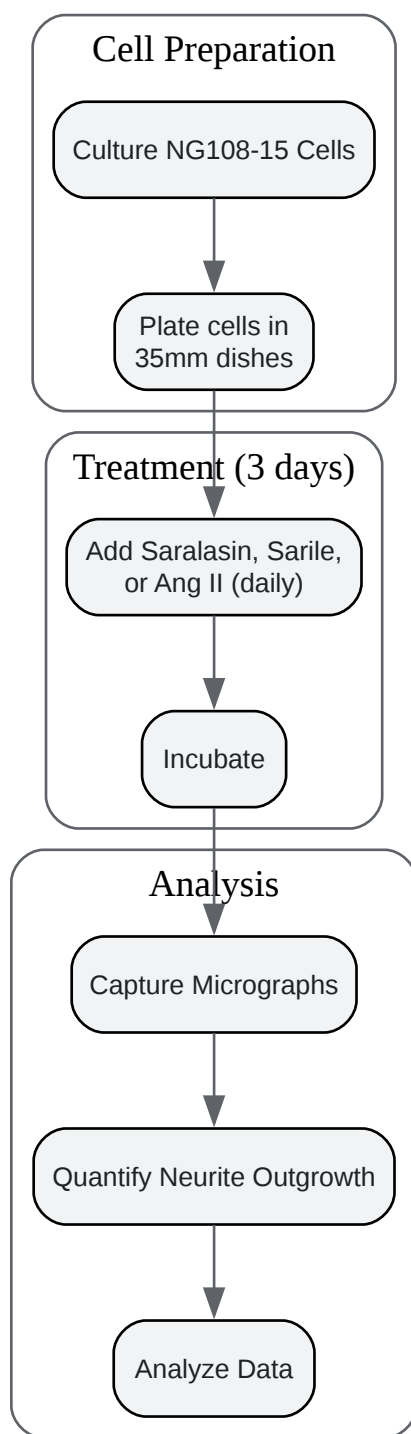 Cell Preparation
Culture NG108-15 Cells
Plate cells in
35mm dishes
Treatment (3 days)
Add Saralasin, Sarile,
or Ang II (daily)
Incubate
Analysis
Capture Micrographs
Quantify Neurite Outgrowth
Analyze Data